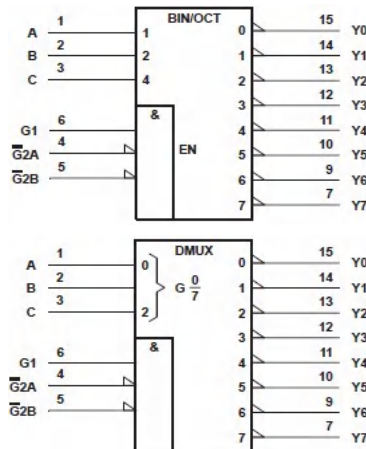 BIN/OCT
A 1 1 0 15 Y0
B 2 2 1 14 Y1
C 3 4 2 13 Y2
3 12 Y3
&
G1 6 4 11 Y4
G2A 4 EN 5 10 Y5
G2B 5 6 9 Y6
7 7 Y7
DMUX
A 1 0 0 15 Y0
B 2 G 0/7 1 14 Y1
C 3 2 2 13 Y2
3 12 Y3
&
G1 6 4 11 Y4
G2A 4 5 10 Y5
G2B 5 6 9 Y6
7 7 Y7